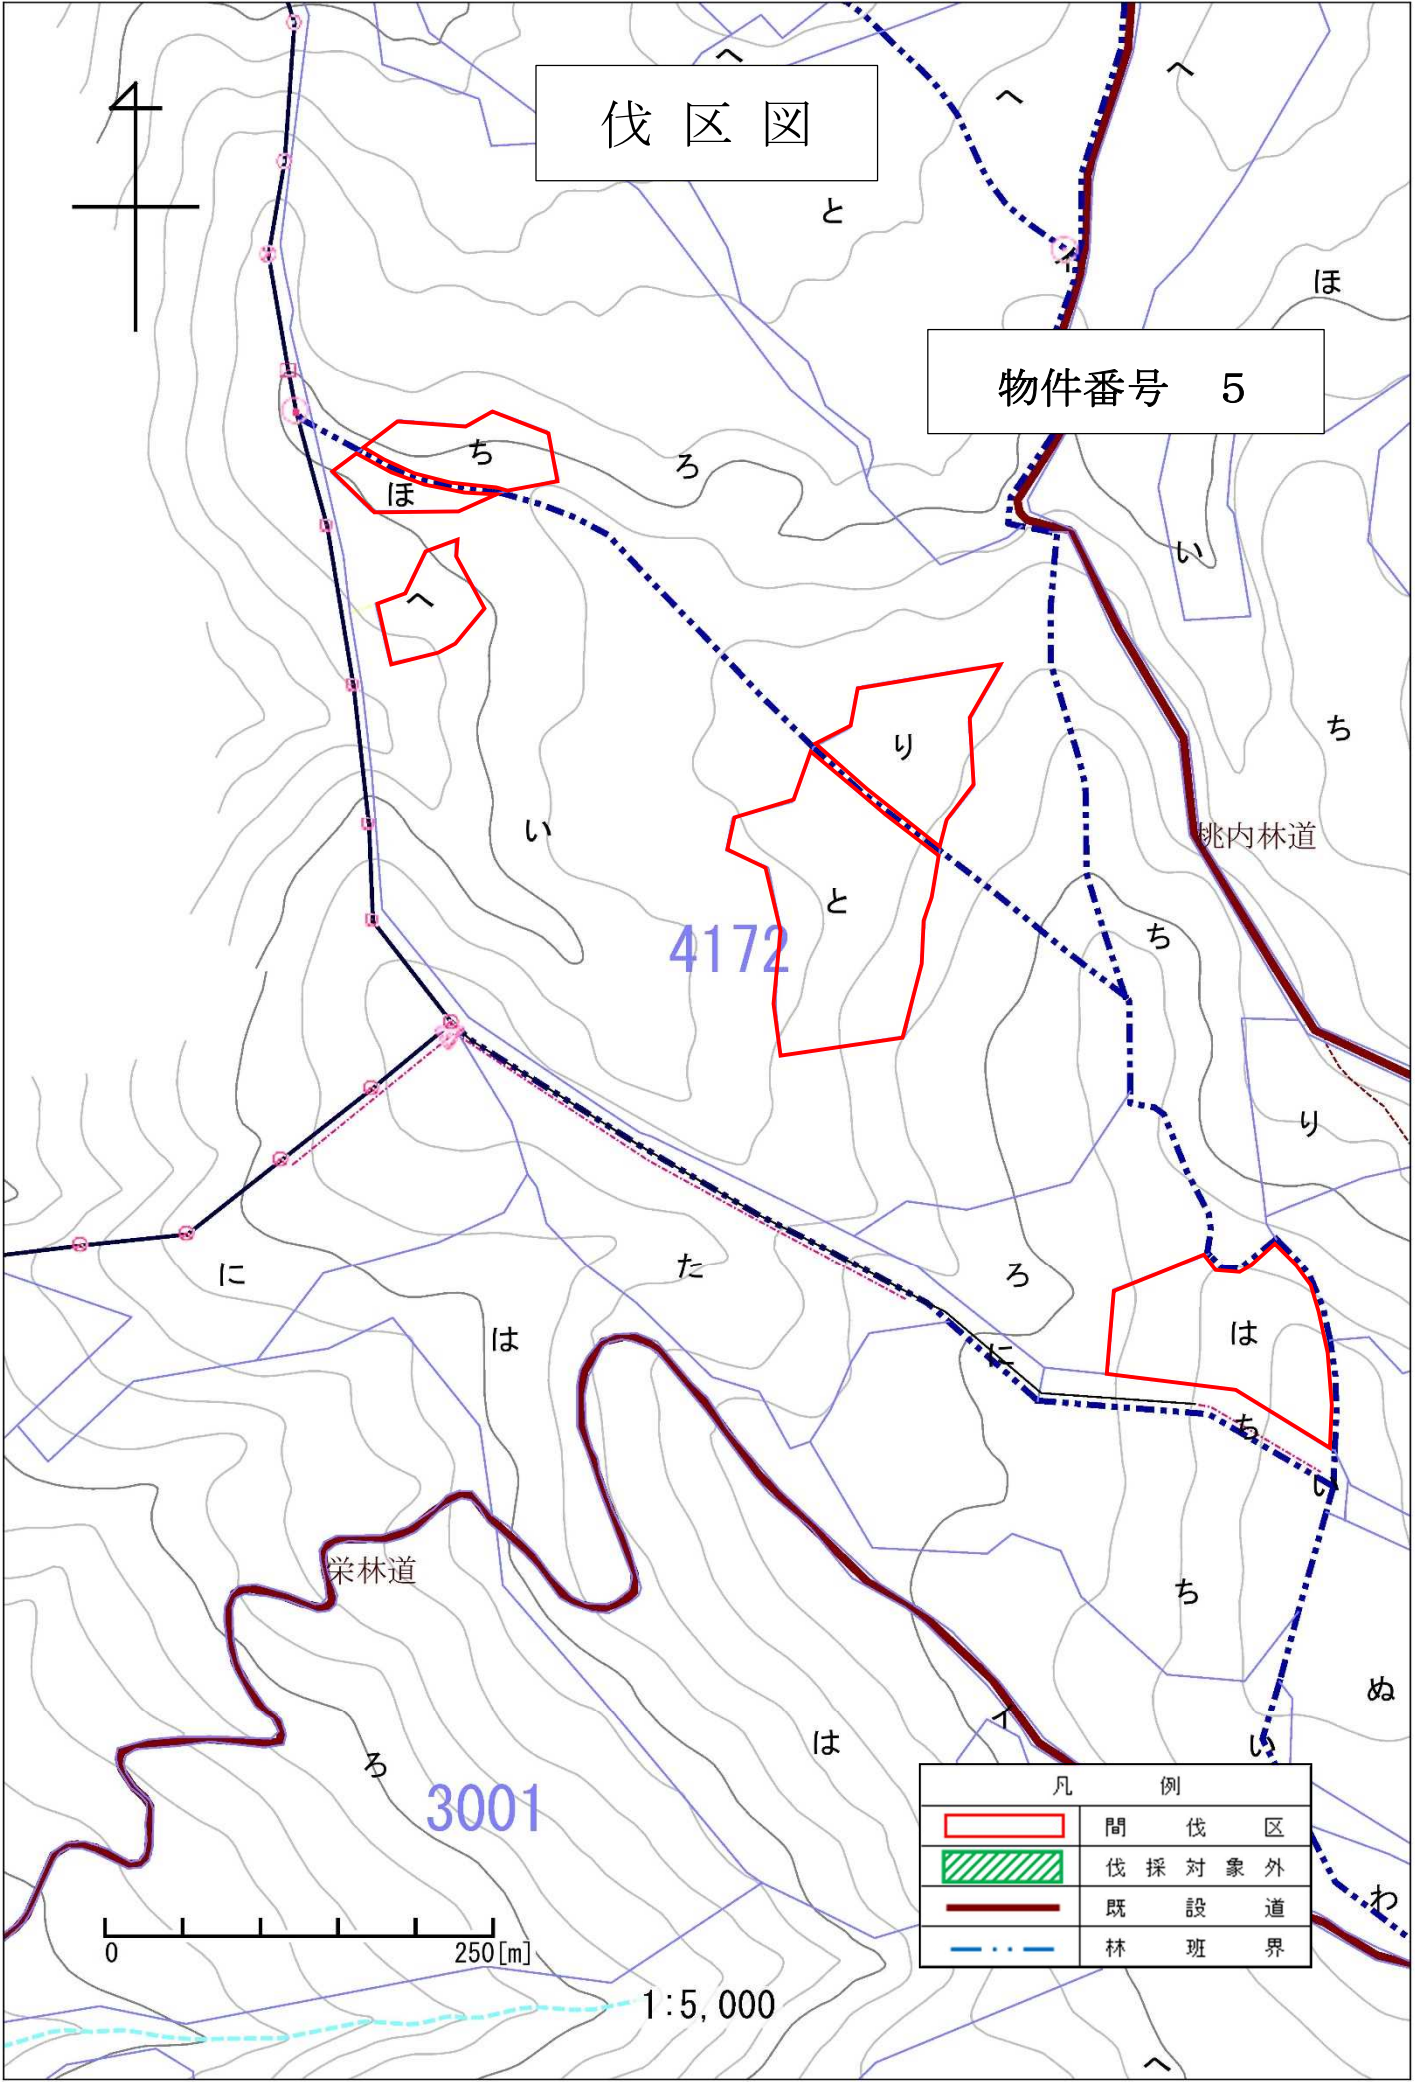 伐 区 図
へ
へ
へ
と
イ
ほ
物件番号 5
ち
ろ
ほ
い
へ
り
ち
い
桃内林道
と
ち
4172
り
に
た
ろ
は
は
に
ち
い
栄林道
ち
ぬ
イ
は
い
ろ
3001
凡 例
間 伐 区
伐 採 対 象 外
既 設 道
林 班 界
わ
0 250[m]
1:5,000
へ